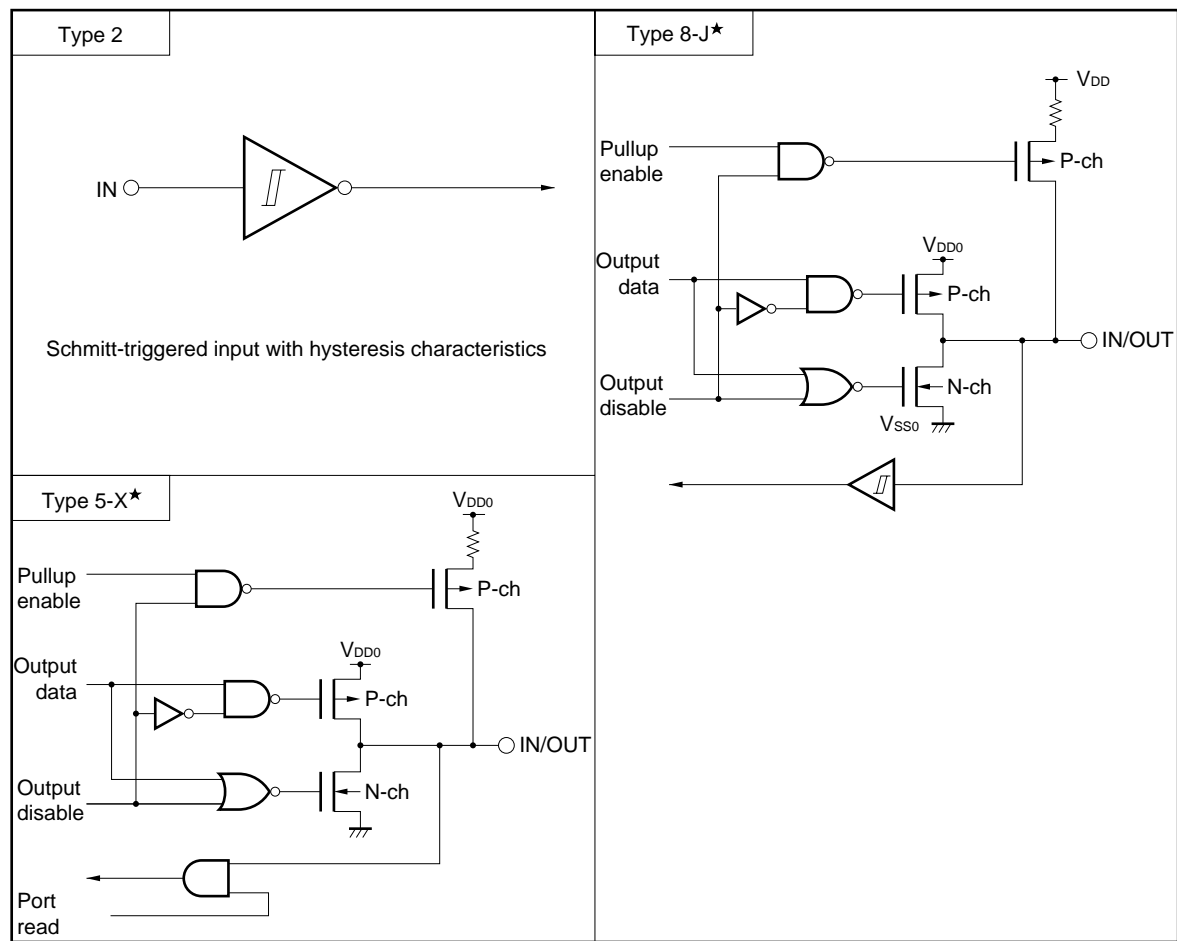 Type 2
IN
Schmitt-triggered input with hysteresis characteristics
Type 5-X★
VDD0
Pullup
enable
P-ch
VDD0
Output
data
P-ch
IN/OUT
Output
disable
N-ch
Port
read
Type 8-J★
VDD
Pullup
enable
P-ch
VDD0
Output
data
P-ch
IN/OUT
Output
disable
N-ch
VSS0